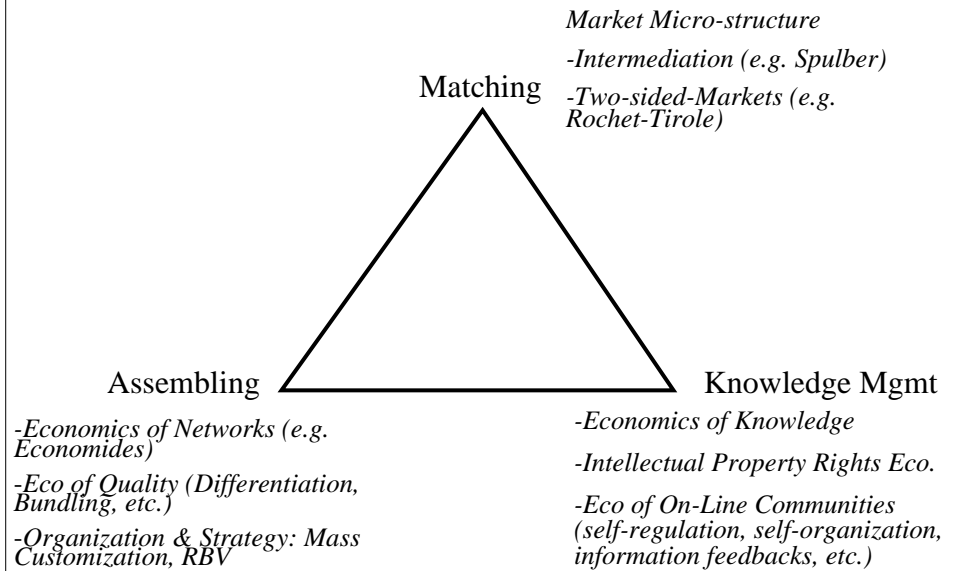 Market Micro-structure
-Intermediation (e.g. Spulber)
Matching
-Two-sided-Markets (e.g.
Rochet-Tirole)
Assembling
Knowledge Mgmt
-Economics of Networks (e.g.
Economides)
-Eco of Quality (Differentiation,
Bundling, etc.)
-Organization & Strategy: Mass
Customization, RBV
-Economics of Knowledge
-Intellectual Property Rights Eco.
-Eco of On-Line Communities
(self-regulation, self-organization,
information feedbacks, etc.)